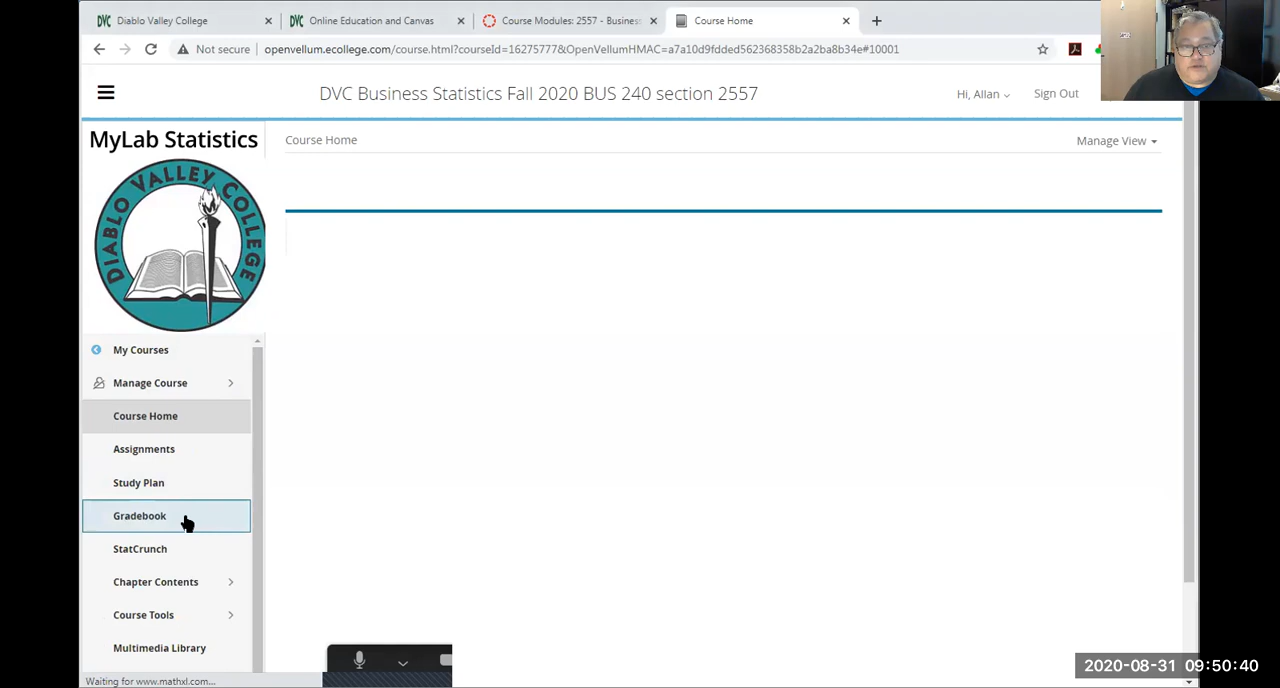 DVC Diablo Valley College
DVC Online Education and Canvas
Course Modules: 2557 - Business
Course Home
Not secure
openvellum.ecollege.com/course.html?courseId=16275777&OpenVellumHMAC=a7a10d9fdded562368358b2a2ba8b34e#10001
DVC Business Statistics Fall 2020 BUS 240 section 2557
Hi, Allan
Sign Out
MyLab Statistics
Course Home
Manage View
DIABLO VALLEY COLLEGE
My Courses
Manage Course
Course Home
Assignments
Study Plan
Gradebook
StatCrunch
Chapter Contents
Course Tools
Multimedia Library
Waiting for www.mathxl.com...
2020-08-31 09:50:40